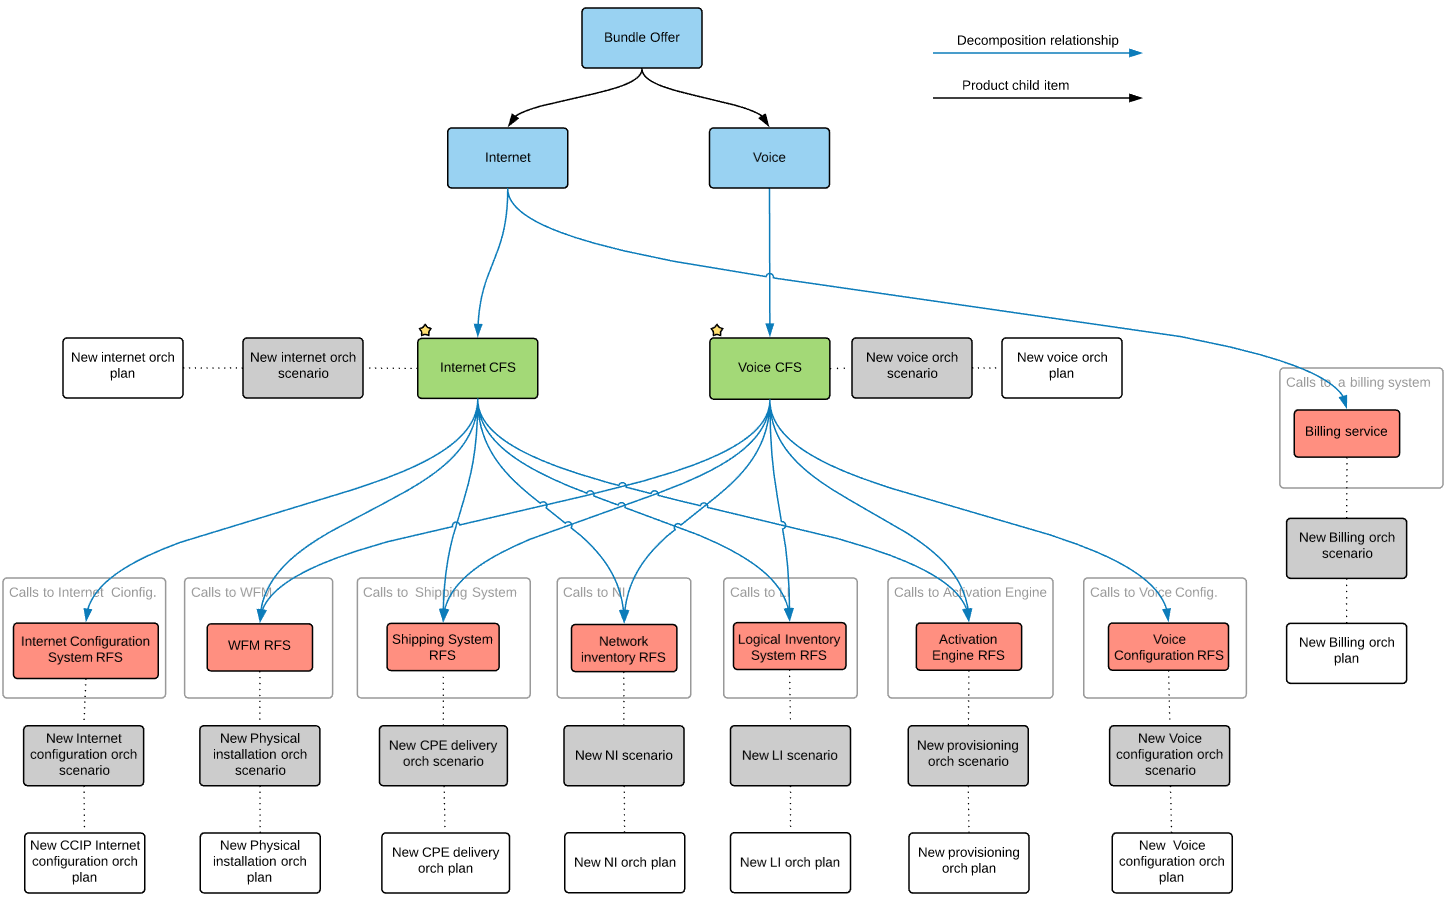 Bundle Offer
Decomposition relationship
Product child item
Internet
Voice
New internet orch
plan
New internet orch
scenario
Internet CFS
Voice CFS
New voice orch
scenario
New voice orch
plan
Calls to a billing system
Billing service
New Billing orch
scenario
New Billing orch
plan
Calls to Internet Cionfig.
Calls to WFM
Calls to Shipping System
Calls to NI
Calls to LI
Calls to Activation Engine
Calls to Voice Config.
Internet Configuration
System RFS
WFM RFS
Shipping System
RFS
Network
inventory RFS
Logical Inventory
System RFS
Activation
Engine RFS
Voice
Configuration RFS
New Internet
configuration orch
scenario
New Physical
installation orch
scenario
New CPE delivery
orch scenario
New NI scenario
New LI scenario
New provisioning
orch scenario
New Voice
configuration orch
scenario
New CCIP Internet
configuration orch
plan
New Physical
installation orch
plan
New CPE delivery
orch plan
New NI orch plan
New LI orch plan
New provisioning
orch plan
New Voice
configuration orch
plan